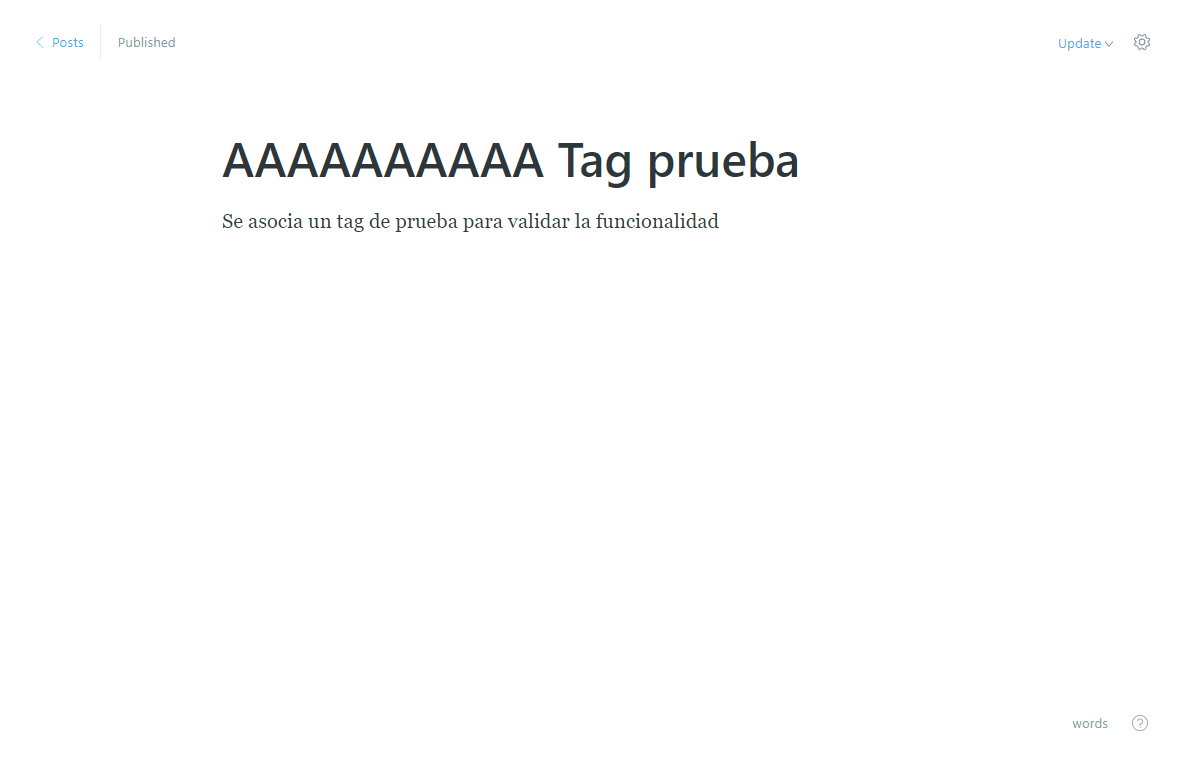 Posts
Published
Update
AAAAAAAAAA Tag prueba
Se asocia un tag de prueba para validar la funcionalidad
words
?